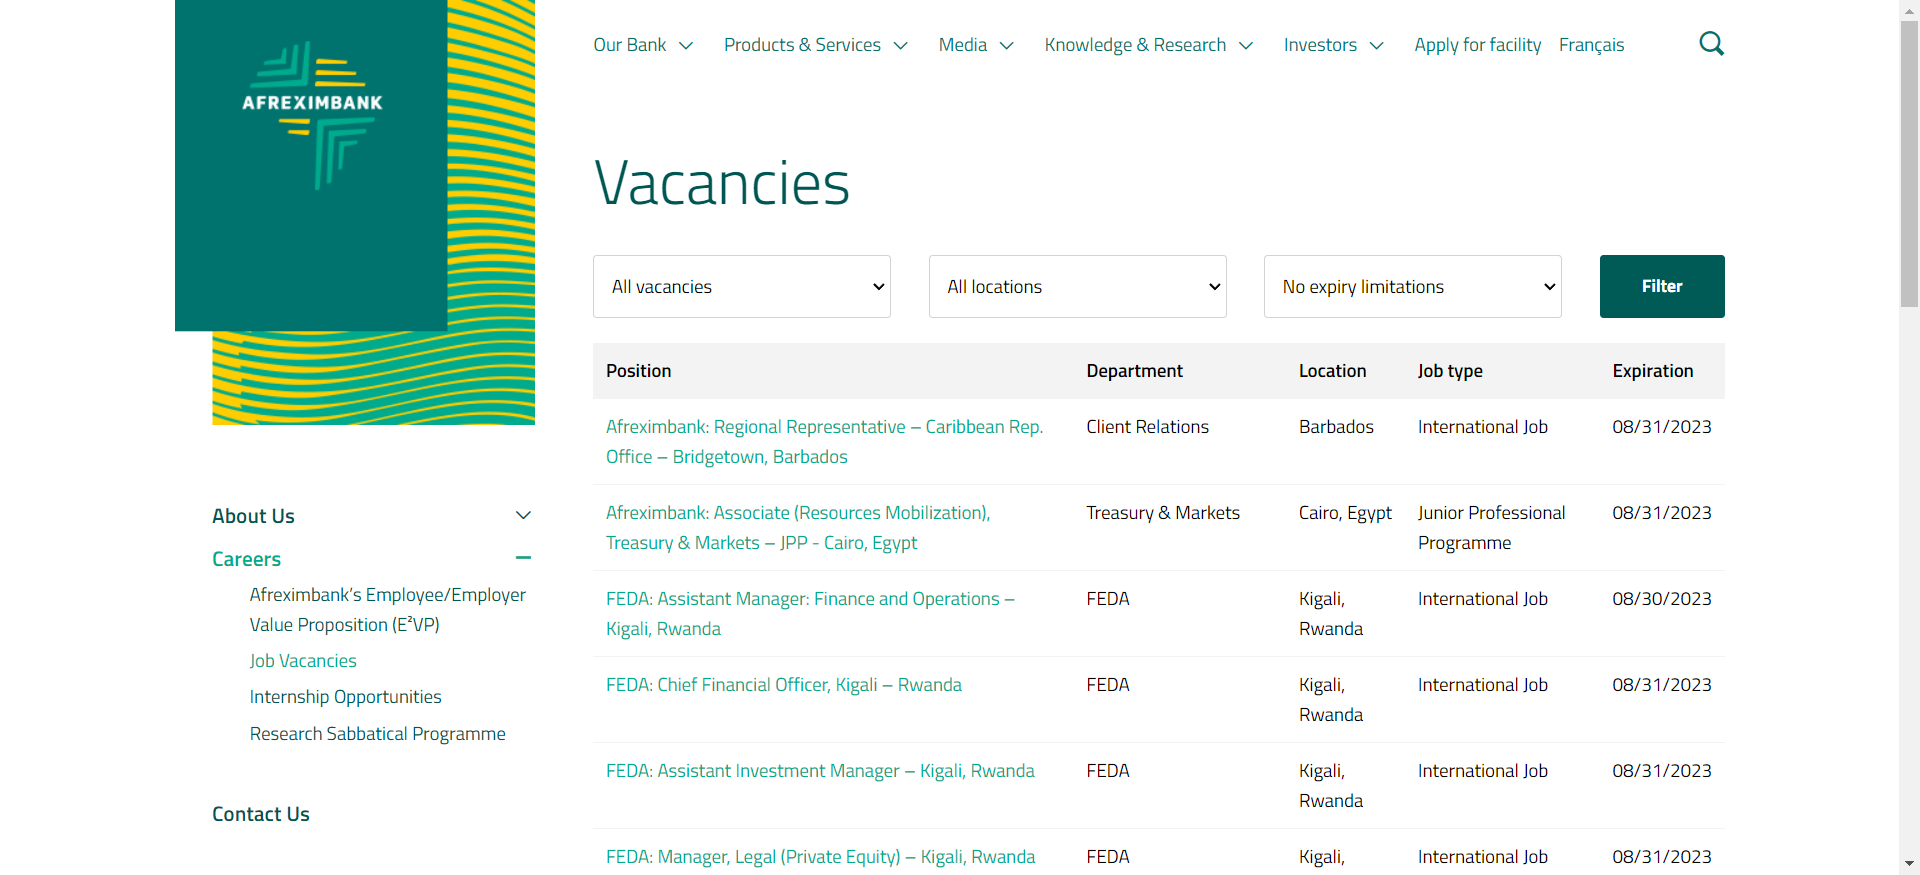 AFREXIMBANK
Our Bank Products & Services Media Knowledge & Research Investors Apply for facility Français
Vacancies
All vacancies All locations No expiry limitations Filter
Position Department Location Job type Expiration
Afreximbank: Regional Representative – Caribbean Rep. Client Relations Barbados International Job 08/31/2023
Office – Bridgetown, Barbados
Afreximbank: Associate (Resources Mobilization), Treasury & Markets Cairo, Egypt Junior Professional 08/31/2023
Treasury & Markets – JPP - Cairo, Egypt Programme
FEDA: Assistant Manager: Finance and Operations – FEDA Kigali, International Job 08/30/2023
Kigali, Rwanda Rwanda
FEDA: Chief Financial Officer, Kigali – Rwanda FEDA Kigali, International Job 08/31/2023
Rwanda
FEDA: Assistant Investment Manager – Kigali, Rwanda FEDA Kigali, International Job 08/31/2023
Rwanda
FEDA: Manager, Legal (Private Equity) – Kigali, Rwanda FEDA Kigali, International Job 08/31/2023
About Us
Careers
Afreximbank’s Employee/Employer
Value Proposition (E²VP)
Job Vacancies
Internship Opportunities
Research Sabbatical Programme
Contact Us